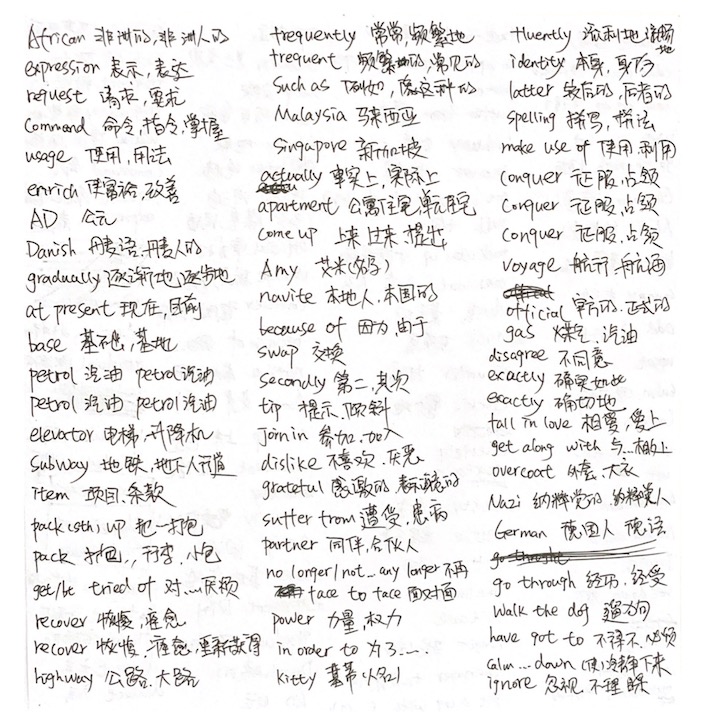 African 非洲的,非洲人的
expression 表示,表达
request 请求,要求
Command 命令,指令,掌握
usage 使用,用法
enrich 使富裕,改善
AD 公元
Danish 丹麦语,丹麦人的
gradually 逐渐地,逐步地
at present 现在,目前
base 基部,基地
petrol 汽油 petrol 汽油
petrol 汽油 petrol 汽油
elevator 电梯,升降机
Subway 地铁,地下人行道
Item 项目.条款
pack (sth) up 把…打包
pack 打包,,行李,小包
get/be tried of 对…厌烦
recover 恢复,痊愈
recover 恢复,痊愈,重新获得
highway 公路.大路
frequently 常常,频繁地
frequent 频繁的,常见的
Such as 例如,像这种的
Malaysia 马来西亚
Singapore 新加坡
actually 事实上,实际上
apartment 公寓住宅,单元住宅
Come up 上来,过来,提出
Amy 艾米(名字)
navite 本地人,本国的
because of 因为,由于
swap 交换
Secondly 第二,其次
tip 提示,倾斜
Join in 参加.加入
dislike 不喜欢.厌恶
grateful 感激的,表示谢意的
suffer from 遭受,患病
partner 同伴,合伙人
no longer/not...any longer 不再
face to face 面对面
power 力量,权力
in order to 为了……
kitty 基蒂(人名)
fluently 流利地,流畅地
identity 本身,身份
latter 较后的,后者的
spelling 拼写,拼法
make use of 使用,利用
Conquer 征服,占领
Conquer 征服,占领
Conquer 征服,占领
Voyage 航行,航海
official 官方的.正式的
gas 煤气,汽油
disagree 不同意
exactly 确实如此
exactly 确切地
fall in love 相爱,爱上
get along with 与…相处
overcoat 外套,大衣
Nazi 纳粹党的 纳粹党人
German 德国人 德语
go through 经历,经受
walk the dog 遛狗
have got to 不得不,必须
calm...down (使)冷静下来
ignore 忽视.不理睬